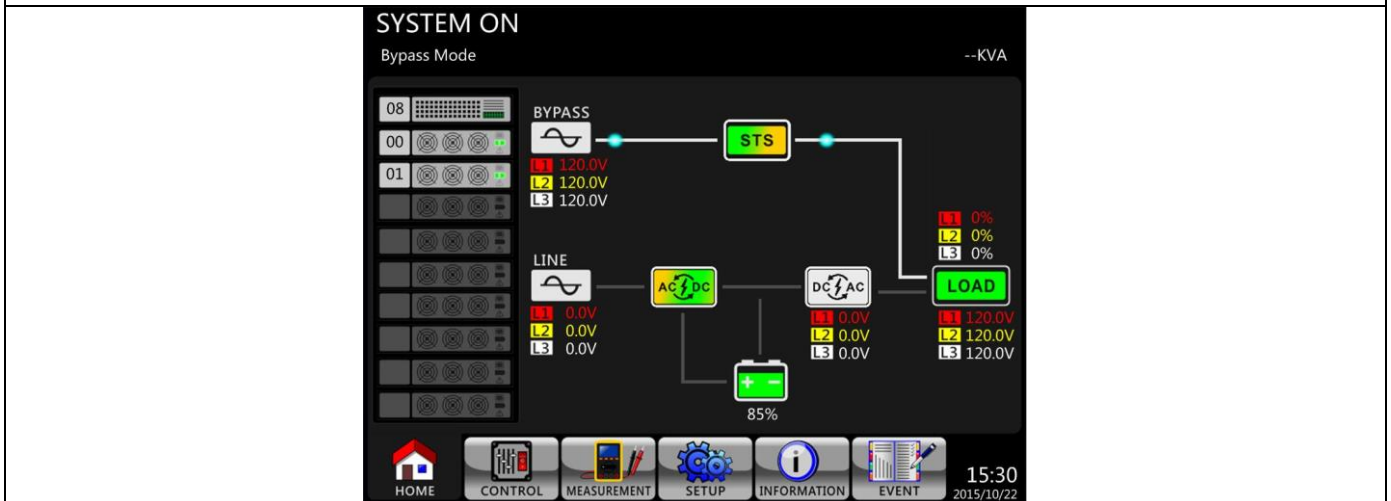 SYSTEM ON
Bypass Mode
--KVA
08
00
01
BYPASS
L1 120.0V
L2 120.0V
L3 120.0V
STS
L1 0%
L2 0%
L3 0%
LOAD
L1 120.0V
L2 120.0V
L3 120.0V
LINE
L1 0.0V
L2 0.0V
L3 0.0V
AC DC
DC AC
L1 0.0V
L2 0.0V
L3 0.0V
+ −
85%
HOME
CONTROL
MEASUREMENT
SETUP
INFORMATION
EVENT
15:30
2015/10/22